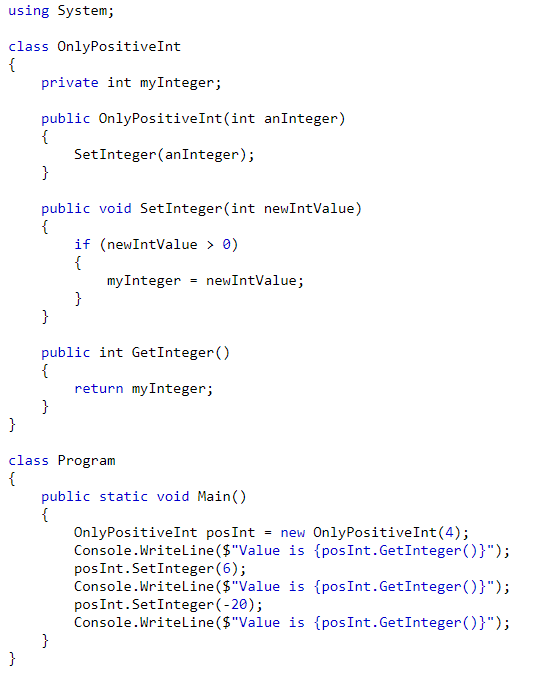 using System;
class OnlyPositiveInt
{
    private int myInteger;
    public OnlyPositiveInt(int anInteger)
    {
        SetInteger(anInteger);
    }
    public void SetInteger(int newIntValue)
    {
        if (newIntValue > 0)
        {
            myInteger = newIntValue;
        }
    }
    public int GetInteger()
    {
        return myInteger;
    }
}
class Program
{
    public static void Main()
    {
        OnlyPositiveInt posInt = new OnlyPositiveInt(4);
        Console.WriteLine($"Value is {posInt.GetInteger()}");
        posInt.SetInteger(6);
        Console.WriteLine($"Value is {posInt.GetInteger()}");
        posInt.SetInteger(-20);
        Console.WriteLine($"Value is {posInt.GetInteger()}");
    }
}